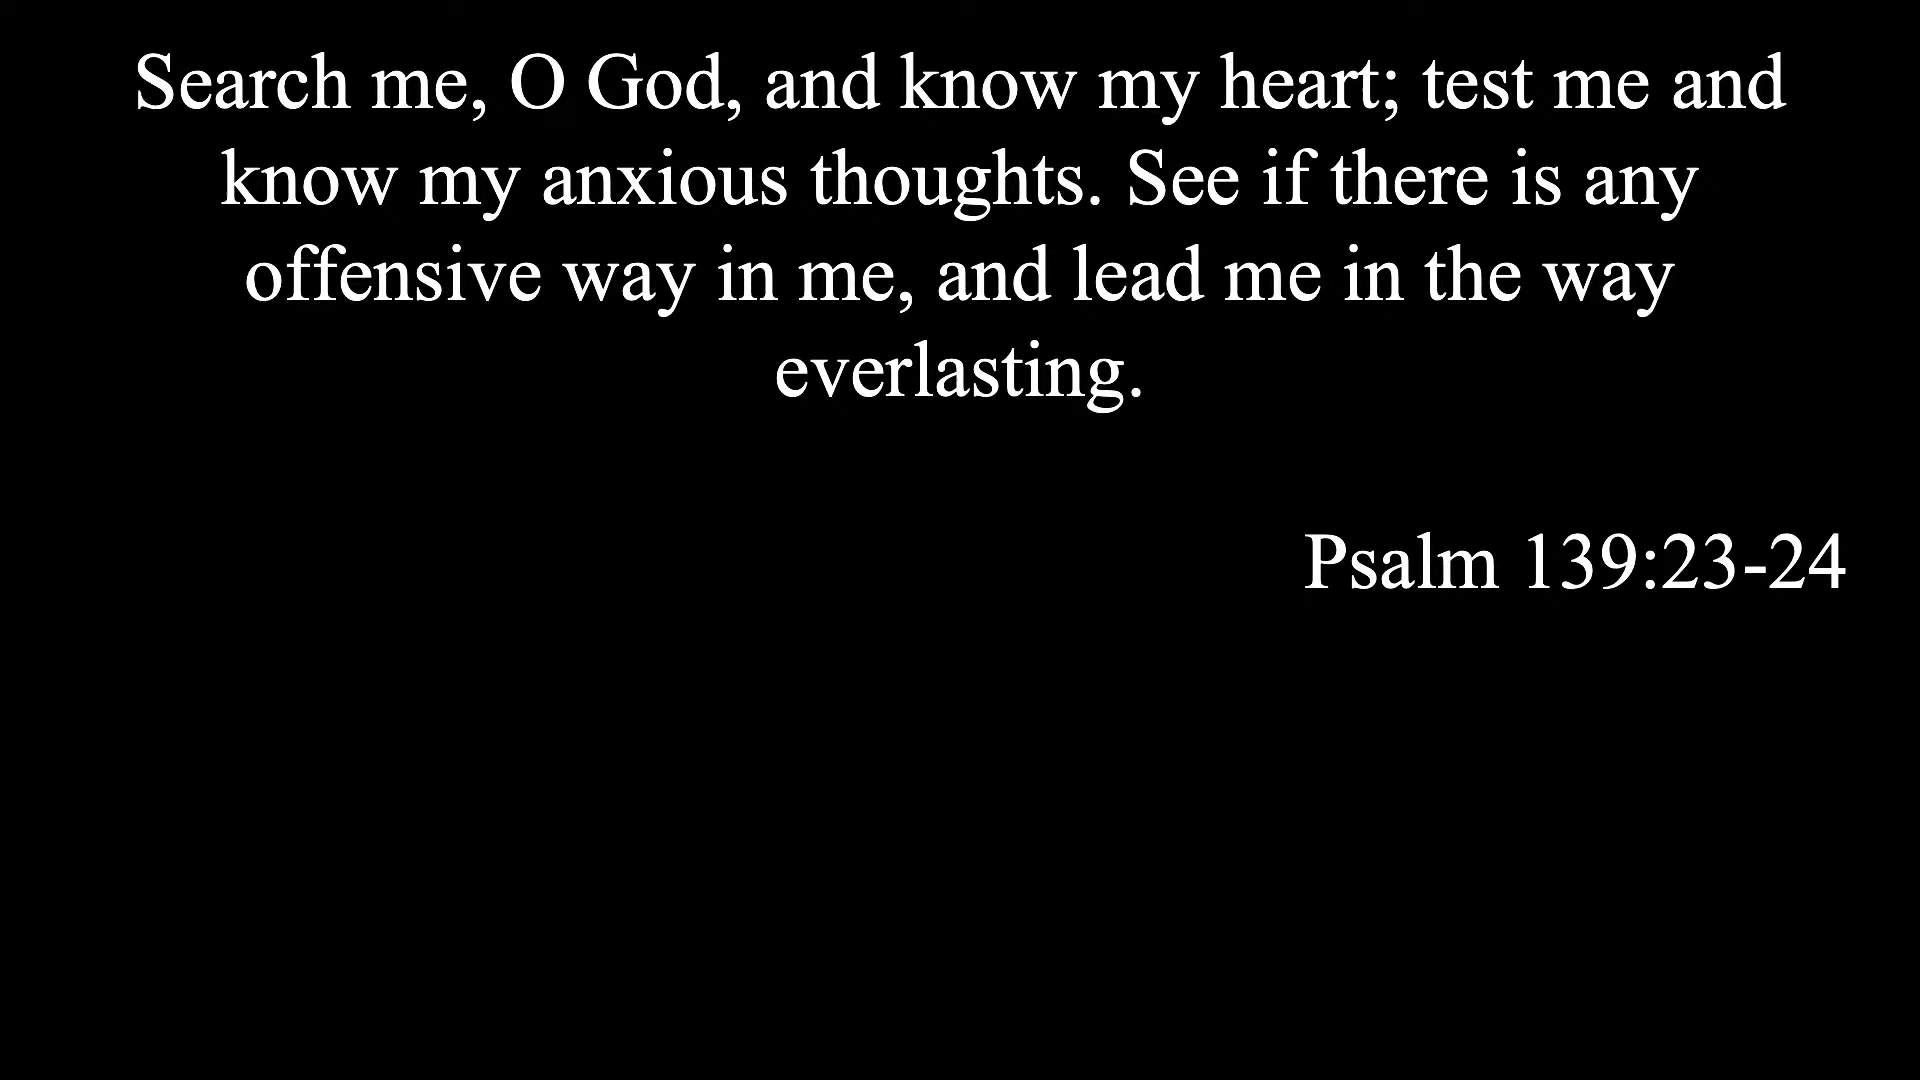 Search me, O God, and know my heart; test me and
know my anxious thoughts. See if there is any
offensive way in me, and lead me in the way
everlasting.
Psalm 139:23-24